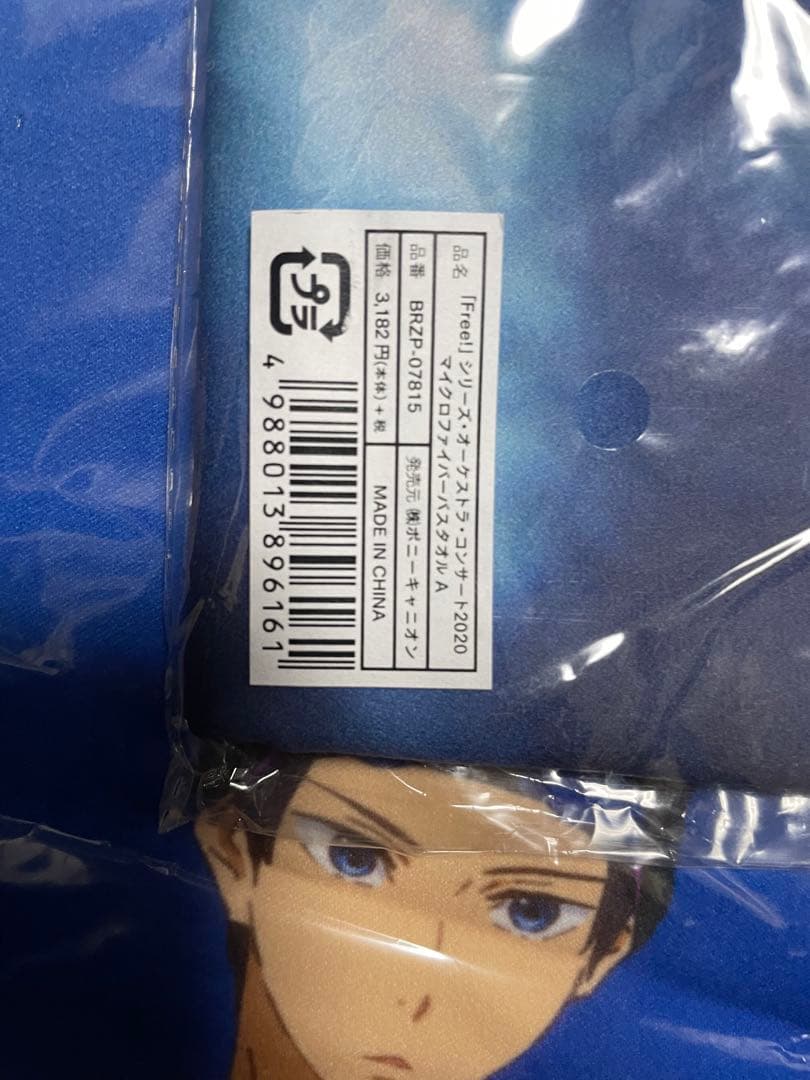 品名 「Free!」シリーズ・オーケストラ・コンサート2020
マイクロファイバーバスタオル A
品番 BRZP-07815
発売元 ㈱ポニーキャニオン
価格 3,182円(本体)+税
MADE IN CHINA
プラ
4 988013 896161